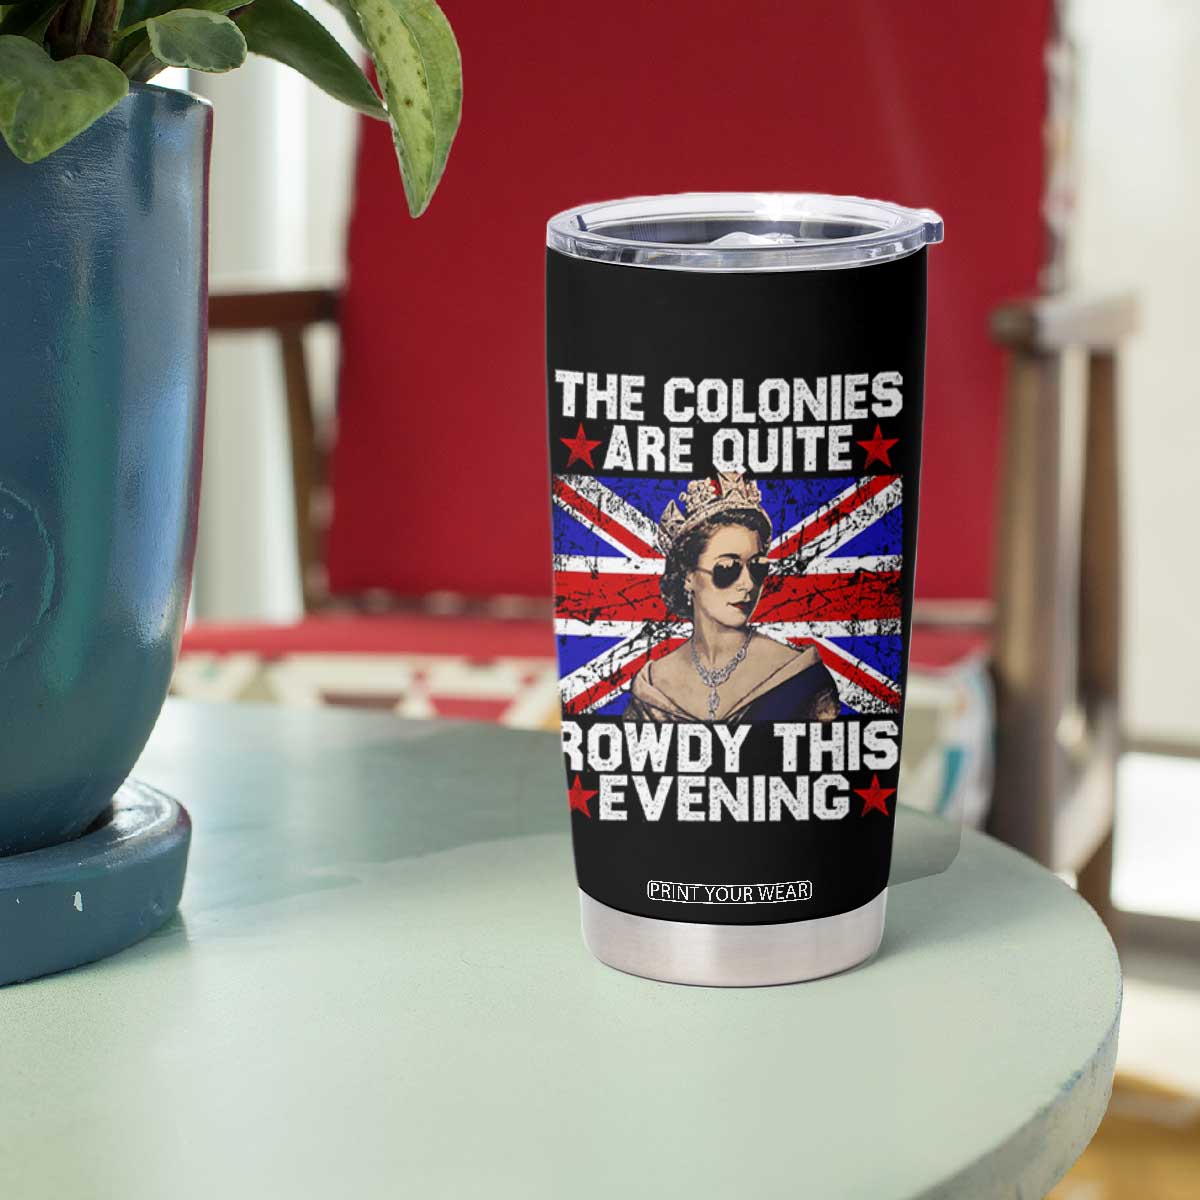 THE COLONIES
ARE QUITE
ROWDY THIS
EVENING
PRINT YOUR WEAR